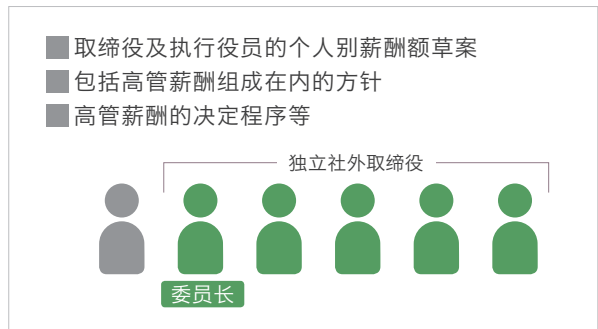 取缔役及执行役员的个人别薪酬额草案
包括高管薪酬组成在内的方针
高管薪酬的决定程序等
独立社外取缔役
委员长